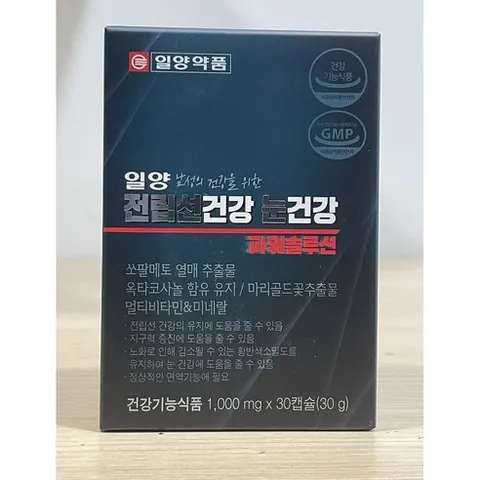 일양약품
건강
기능식품
GMP
일양 남성의 건강을 위한
전립선건강 눈건강
파워솔루션
쏘팔메토 열매 추출물
옥타코사놀 함유 유지 / 마리골드꽃추출물
멀티비타민&미네랄
· 전립선 건강의 유지에 도움을 줄 수 있음
· 지구력 증진에 도움을 줄 수 있음
· 노화로 인해 감소될 수 있는 황반색소밀도를
유지하여 눈 건강에 도움을 줄 수 있음
· 정상적인 면역기능에 필요
건강기능식품 1,000 mg x 30캡슐(30 g)